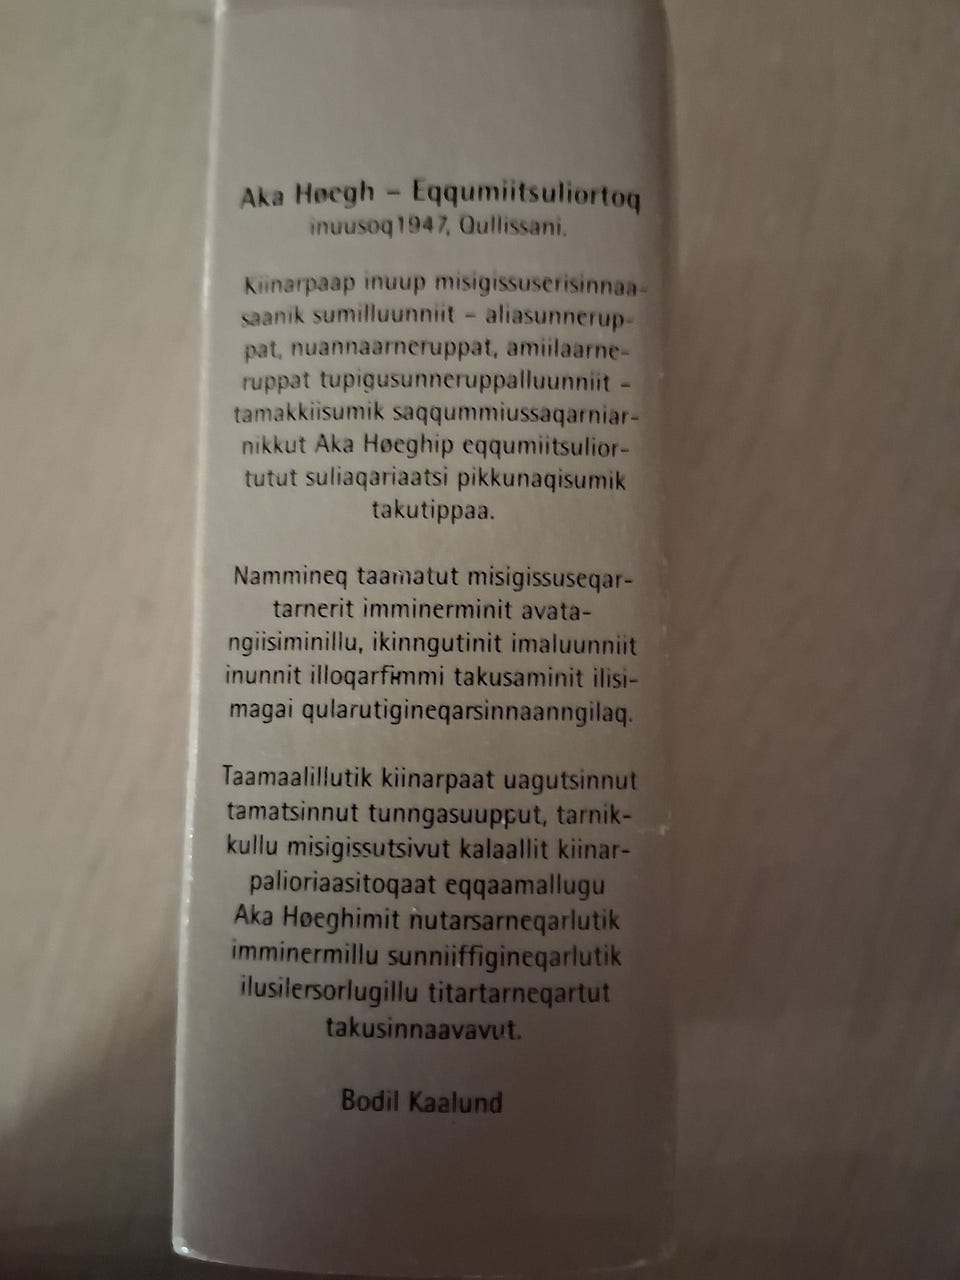 Aka Høegh – Eqqumiitsuliortoq
inuusoq1947, Qullissani.
Kiinarpaap inuup misigissuserisinnaa-
saanik sumilluunniit – aliasunnerup-
pat, nuannaarneruppat, amiilaarne-
ruppat tupigusunneruppalluunniit –
tamakkiisumik saqqummiussaqarniar-
nikkut Aka Høeghip eqqumiitsulior-
tutut suliaqariaatsi pikkunaqisumik
takutippaa.
Nammineq taamatut misigissuseqar-
tarnerit imminerminit avata-
ngiisiminillu, ikinngutinit imaluunniit
inunnit illoqarfimmi takusaminit ilisi-
magai qularutigineqarsinnaanngilaq.
Taamaalillutik kiinarpaat uagutsinnut
tamatsinnut tunngasuupput, tarnik-
kullu misigissutsivut kalaallit kiinar-
palioriaasitoqaat eqqaamallugu
Aka Høeghimit nutarsarneqarlutik
imminermillu sunniiffigineqarlutik
ilusilersorlugillu titartarneqartut
takusinnaavavut.
Bodil Kaalund